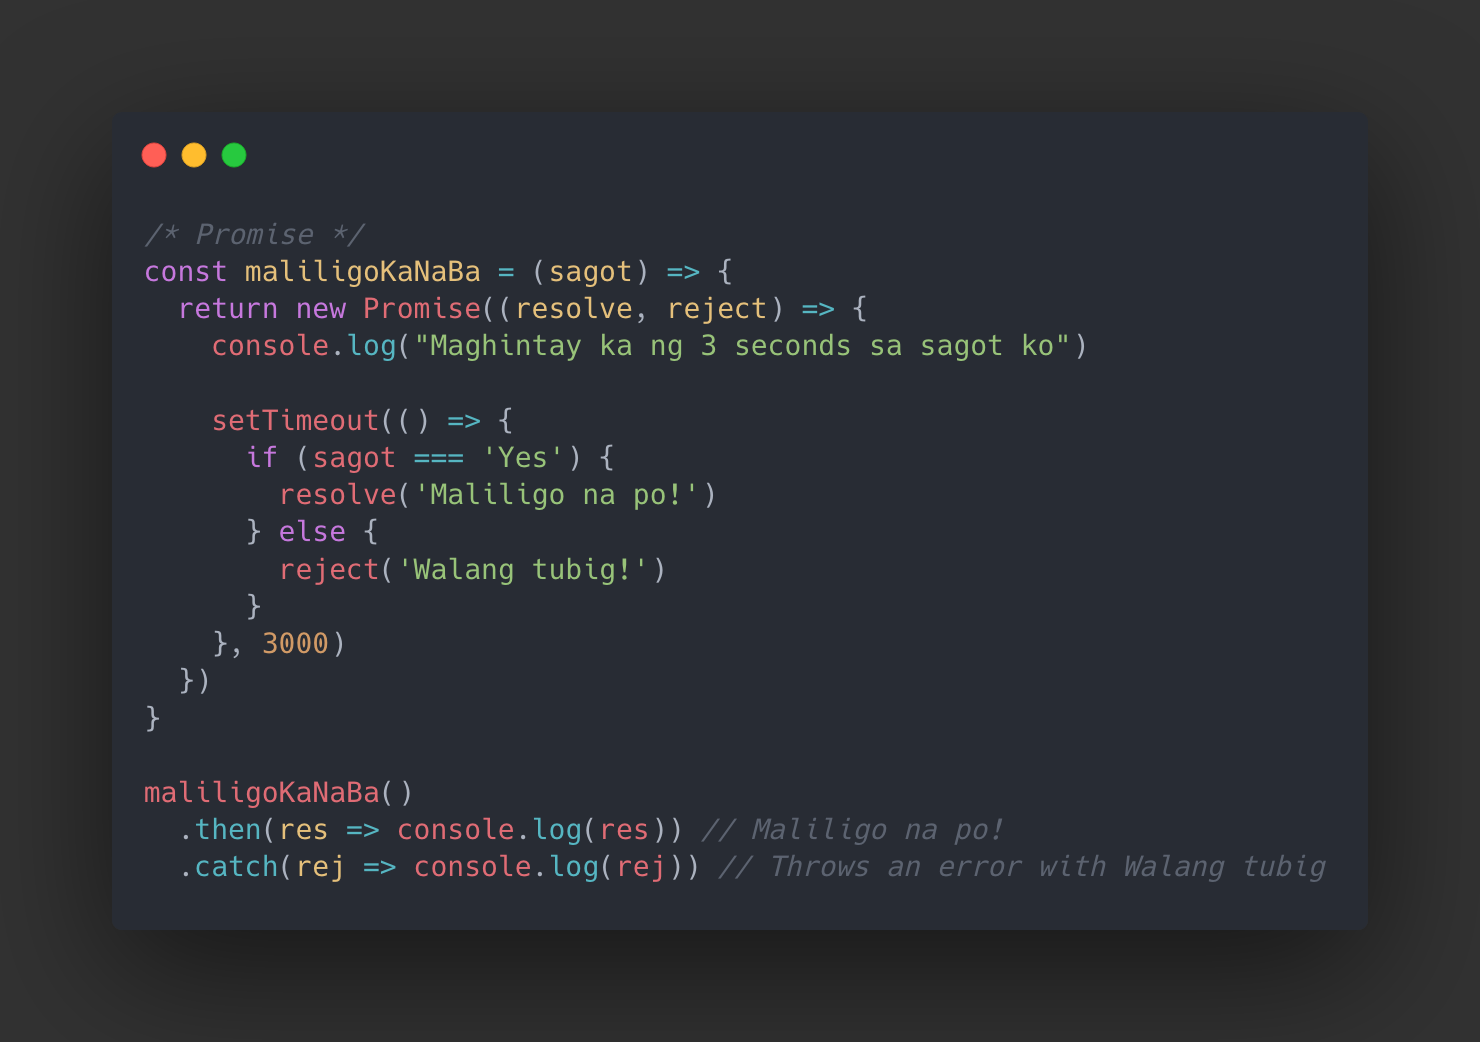 /* Promise */
const maliligoKaNaBa = (sagot) => {
  return new Promise((resolve, reject) => {
    console.log("Maghintay ka ng 3 seconds sa sagot ko")

    setTimeout(() => {
      if (sagot === 'Yes') {
        resolve('Maliligo na po!')
      } else {
        reject('Walang tubig!')
      }
    }, 3000)
  })
}

maliligoKaNaBa()
  .then(res => console.log(res)) // Maliligo na po!
  .catch(rej => console.log(rej)) // Throws an error with Walang tubig